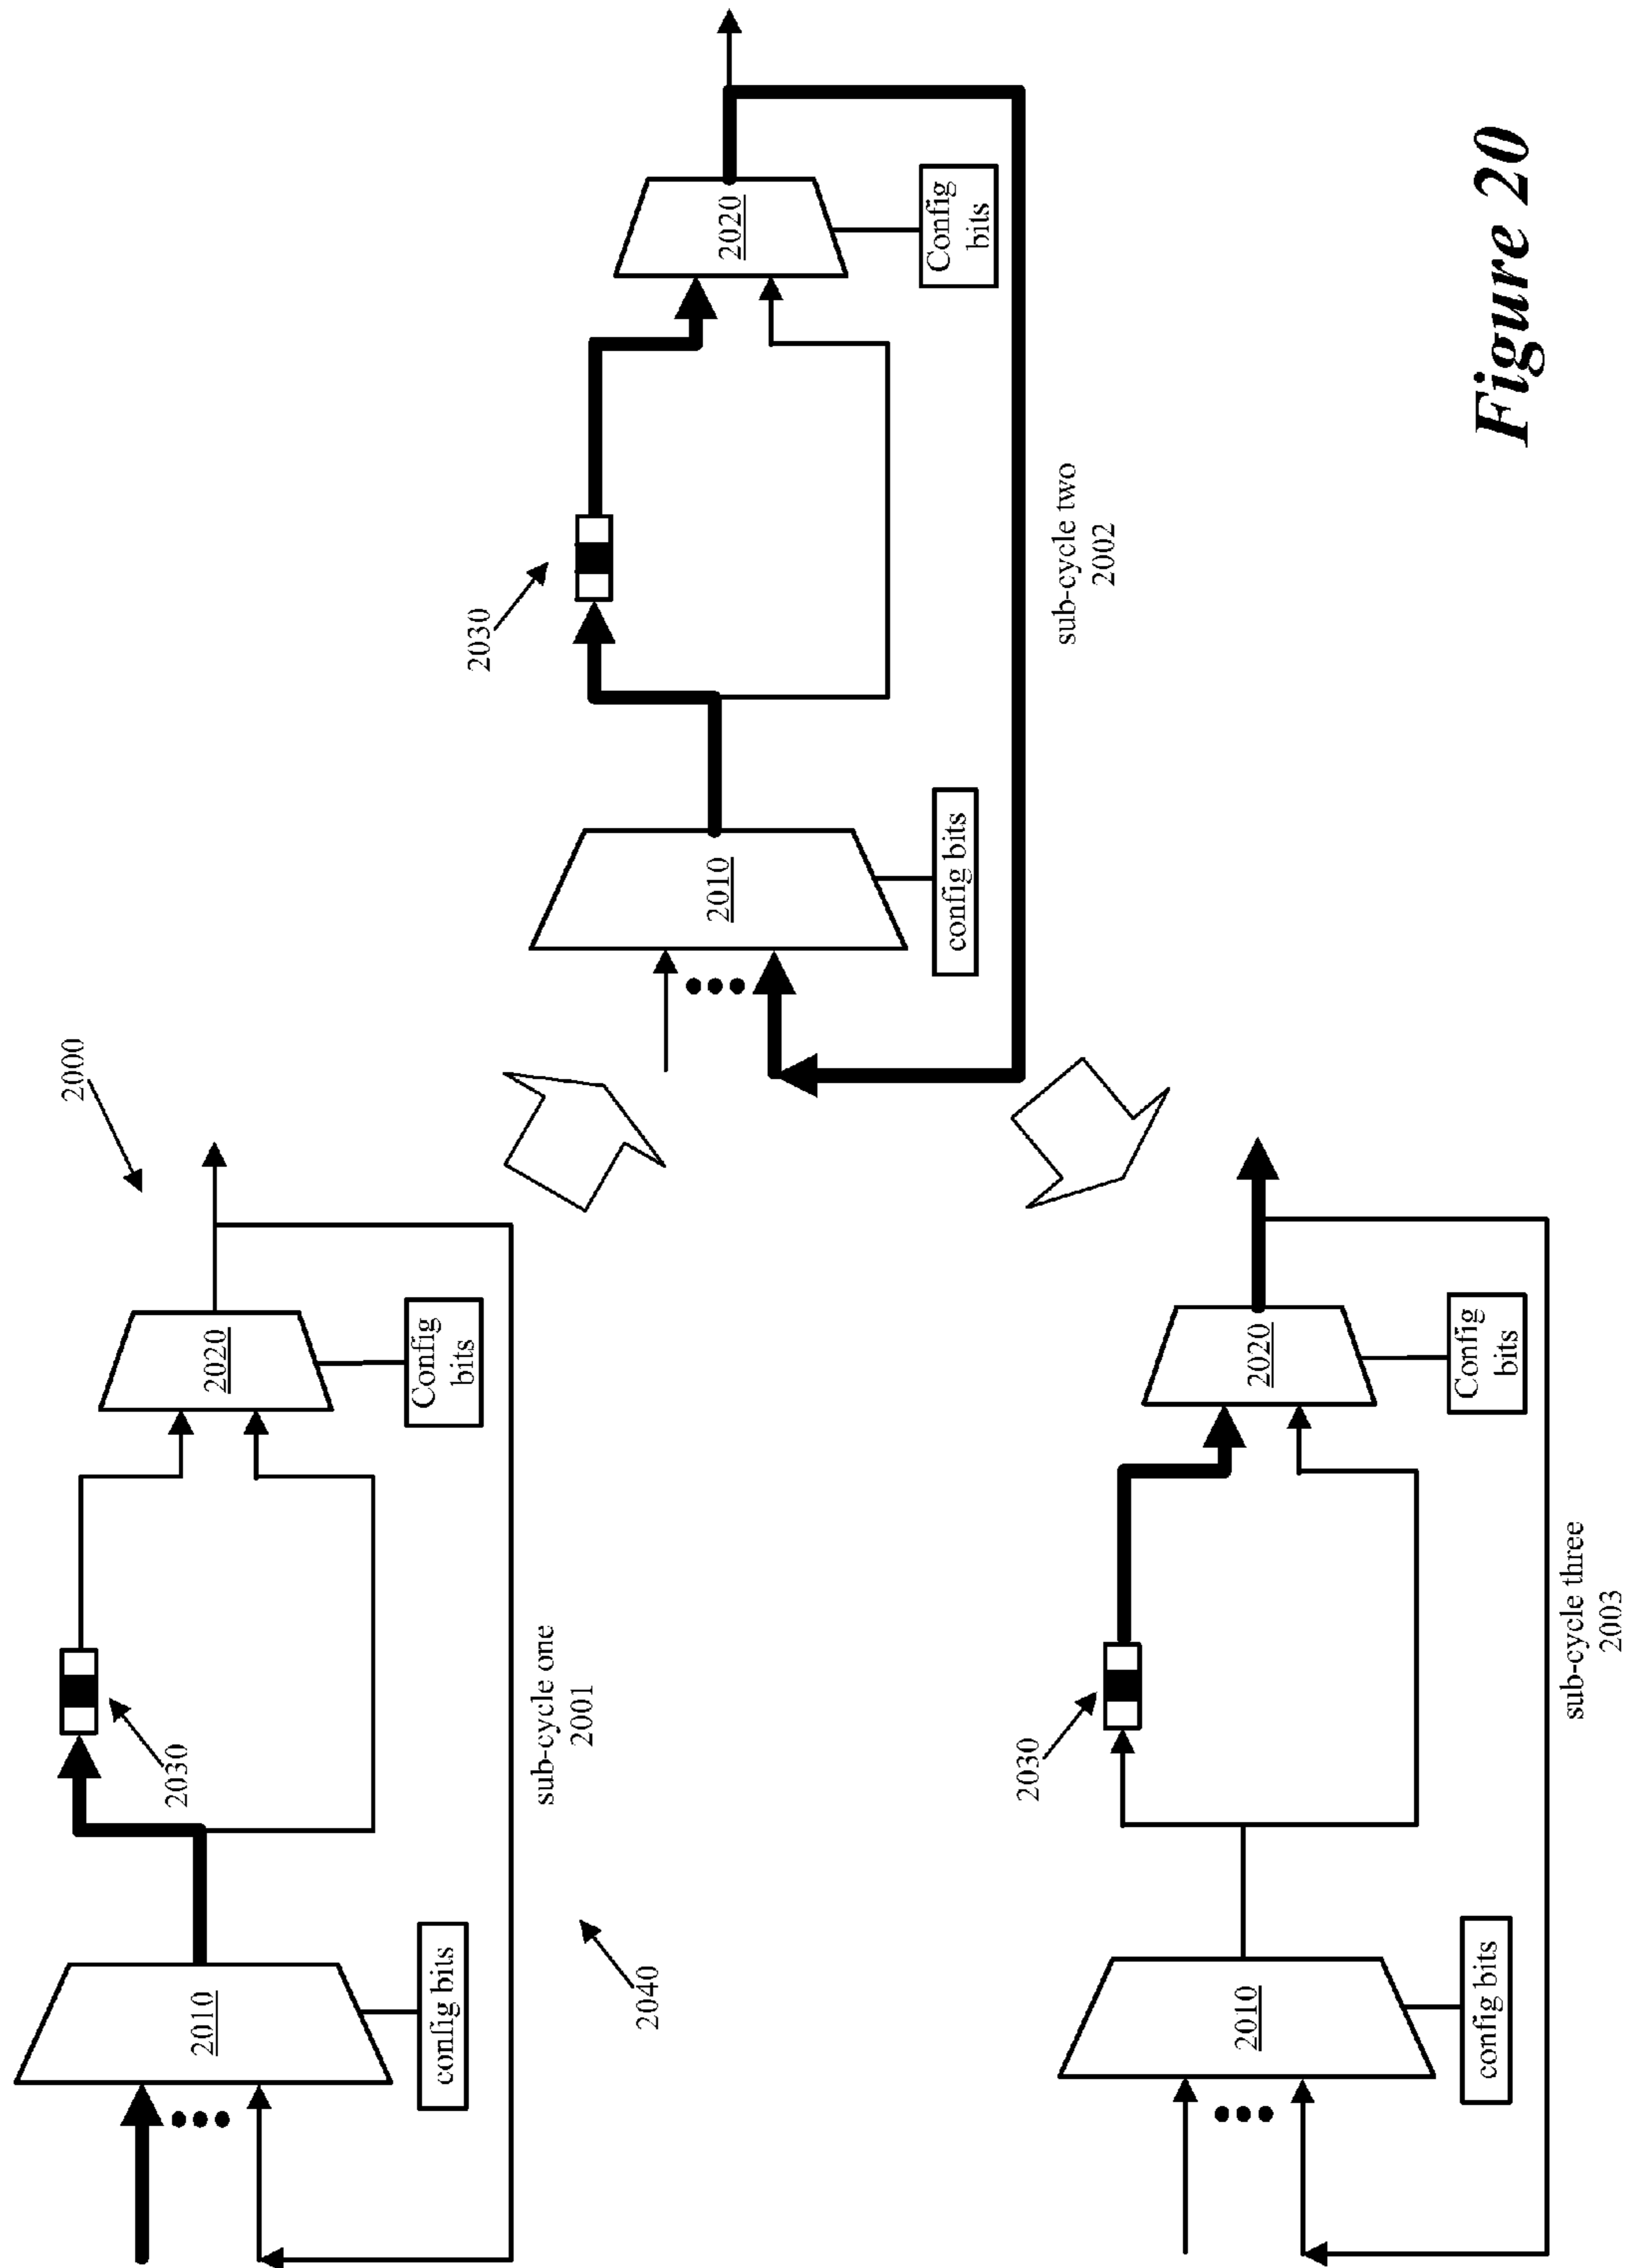 2000
2010
config bits
2030
2020
Config
bits
sub-cycle one
2001
2040
2010
config bits
2030
2020
Config
bits
sub-cycle two
2002
2010
config bits
2030
2020
Config
bits
sub-cycle three
2003
Figure 20